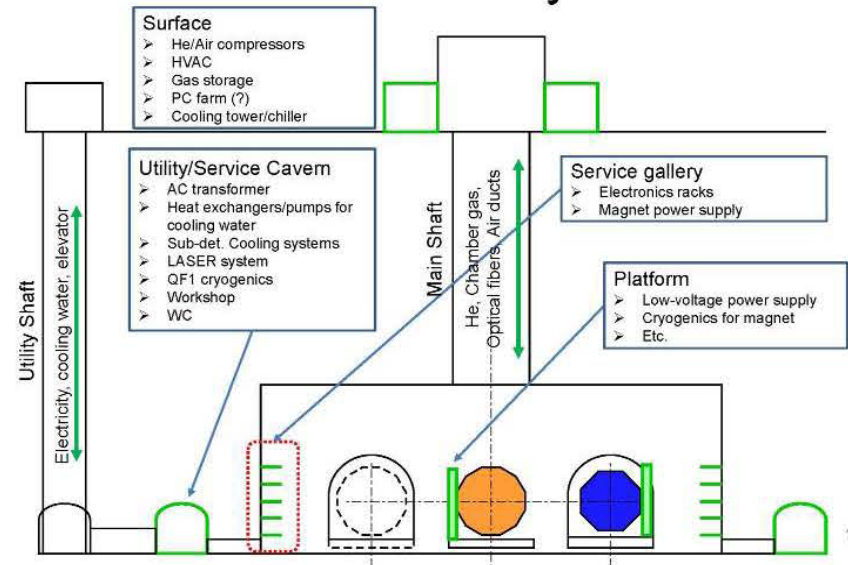 Surface
➢ He/Air compressors
➢ HVAC
➢ Gas storage
➢ PC farm (?)
➢ Cooling tower/chiller
Utility/Service Cavern
➢ AC transformer
➢ Heat exchangers/pumps for
cooling water
➢ Sub-det. Cooling systems
➢ LASER system
➢ QF1 cryogenics
➢ Workshop
➢ WC
Service gallery
➢ Electronics racks
➢ Magnet power supply
Platform
➢ Low-voltage power supply
➢ Cryogenics for magnet
➢ Etc.
Utility Shaft
Electricity, cooling water, elevator
Main Shaft
He, Chamber gas,
Optical fibers, Air ducts